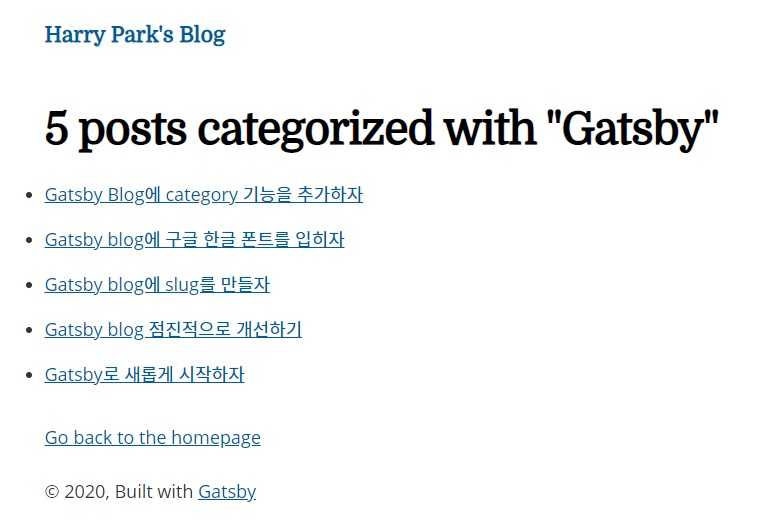 Harry Park's Blog
5 posts categorized with "Gatsby"
Gatsby Blog에 category 기능을 추가하자
Gatsby blog에 구글 한글 폰트를 입히자
Gatsby blog에 slug를 만들자
Gatsby blog 점진적으로 개선하기
Gatsby로 새롭게 시작하자
Go back to the homepage
© 2020, Built with Gatsby